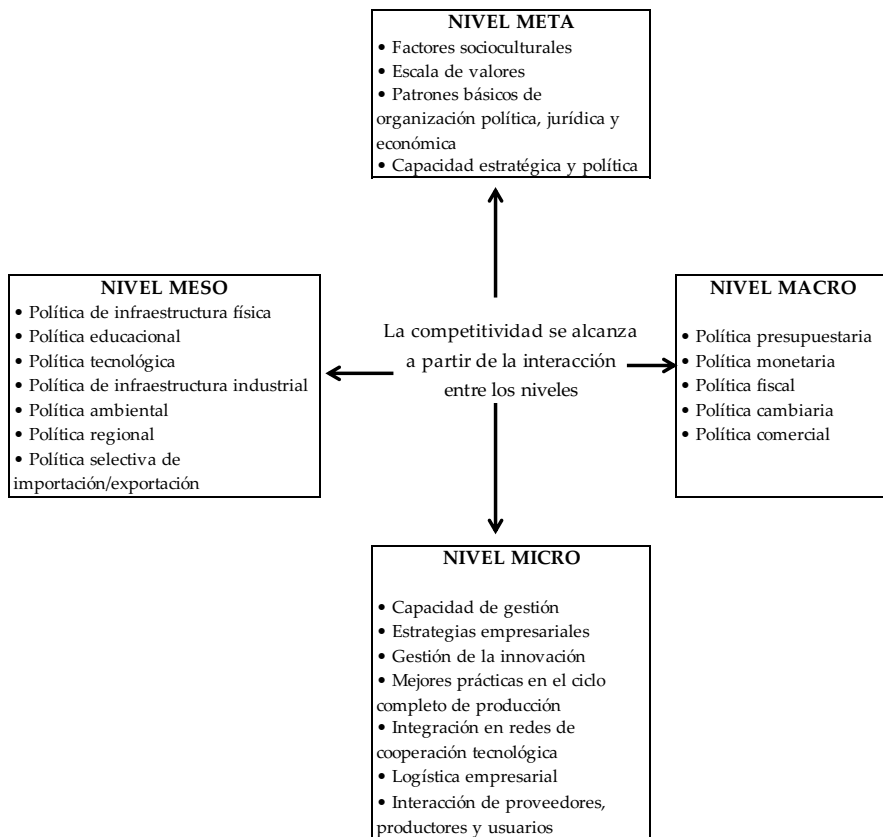 NIVEL META
• Factores socioculturales
• Escala de valores
• Patrones básicos de
organización política, jurídica y
económica
• Capacidad estratégica y política
NIVEL MESO
• Política de infraestructura física
• Política educacional
• Política tecnológica
• Política de infraestructura industrial
• Política ambiental
• Política regional
• Política selectiva de
importación/exportación
La competitividad se alcanza
a partir de la interacción
entre los niveles
NIVEL MACRO
• Política presupuestaria
• Política monetaria
• Política fiscal
• Política cambiaria
• Política comercial
NIVEL MICRO
• Capacidad de gestión
• Estrategias empresariales
• Gestión de la innovación
• Mejores prácticas en el ciclo
completo de producción
• Integración en redes de
cooperación tecnológica
• Logística empresarial
• Interacción de proveedores,
productores y usuarios